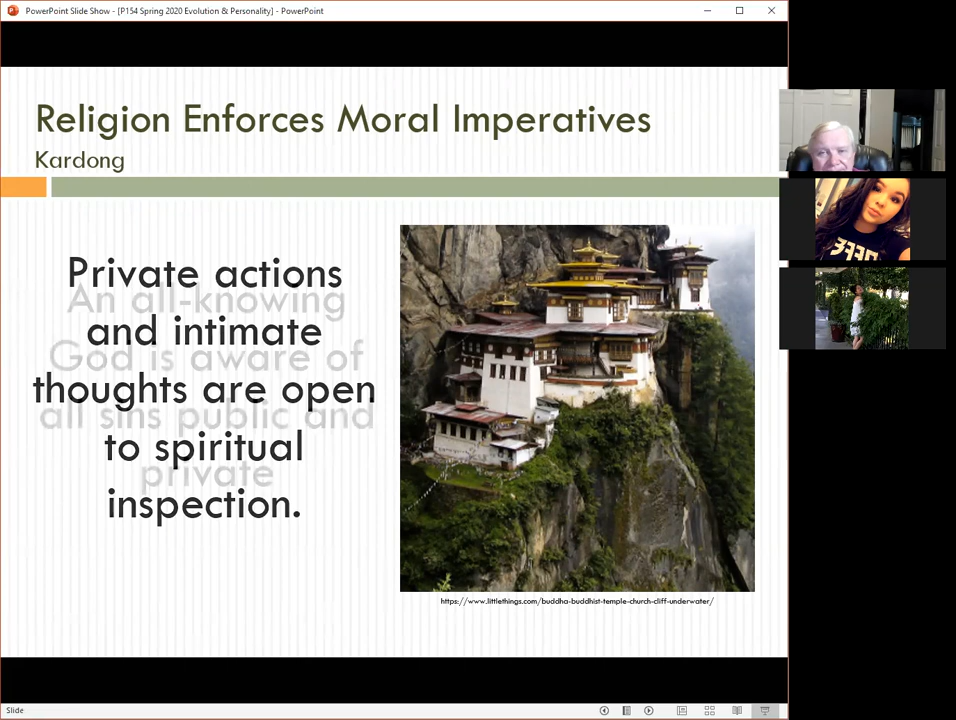 PowerPoint Slide Show - [P154 Spring 2020 Evolution & Personality] - PowerPoint
Religion Enforces Moral Imperatives
Kardong
Private actions
An all-knowing
and intimate
God is aware of
thoughts are open
all sins public and
to spiritual
private
inspection.
https://www.littlethings.com/buddha-buddhist-temple-church-cliff-underwater/
Slide